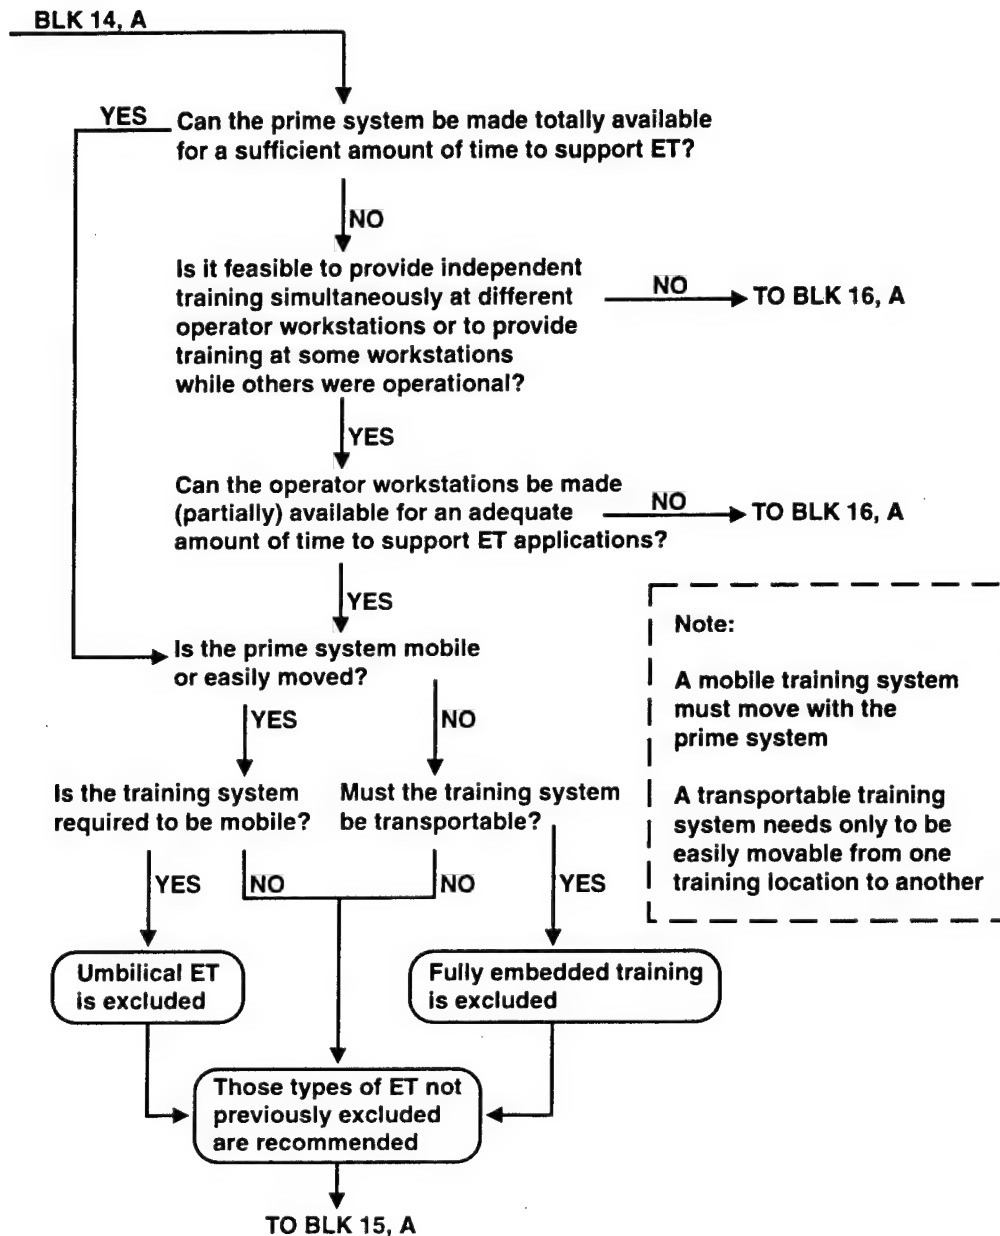 BLK 14, A
YES
Can the prime system be made totally available
for a sufficient amount of time to support ET?
NO
Is it feasible to provide independent
training simultaneously at different
operator workstations or to provide
training at some workstations
while others were operational?
NO
TO BLK 16, A
YES
Can the operator workstations be made
(partially) available for an adequate
amount of time to support ET applications?
NO
TO BLK 16, A
YES
Is the prime system mobile
or easily moved?
YES
NO
Is the training system
required to be mobile?
Must the training system
be transportable?
YES
NO
NO
YES
Umbilical ET
is excluded
Fully embedded training
is excluded
Those types of ET not
previously excluded
are recommended
TO BLK 15, A
Note:
A mobile training system
must move with the
prime system
A transportable training
system needs only to be
easily movable from one
training location to another